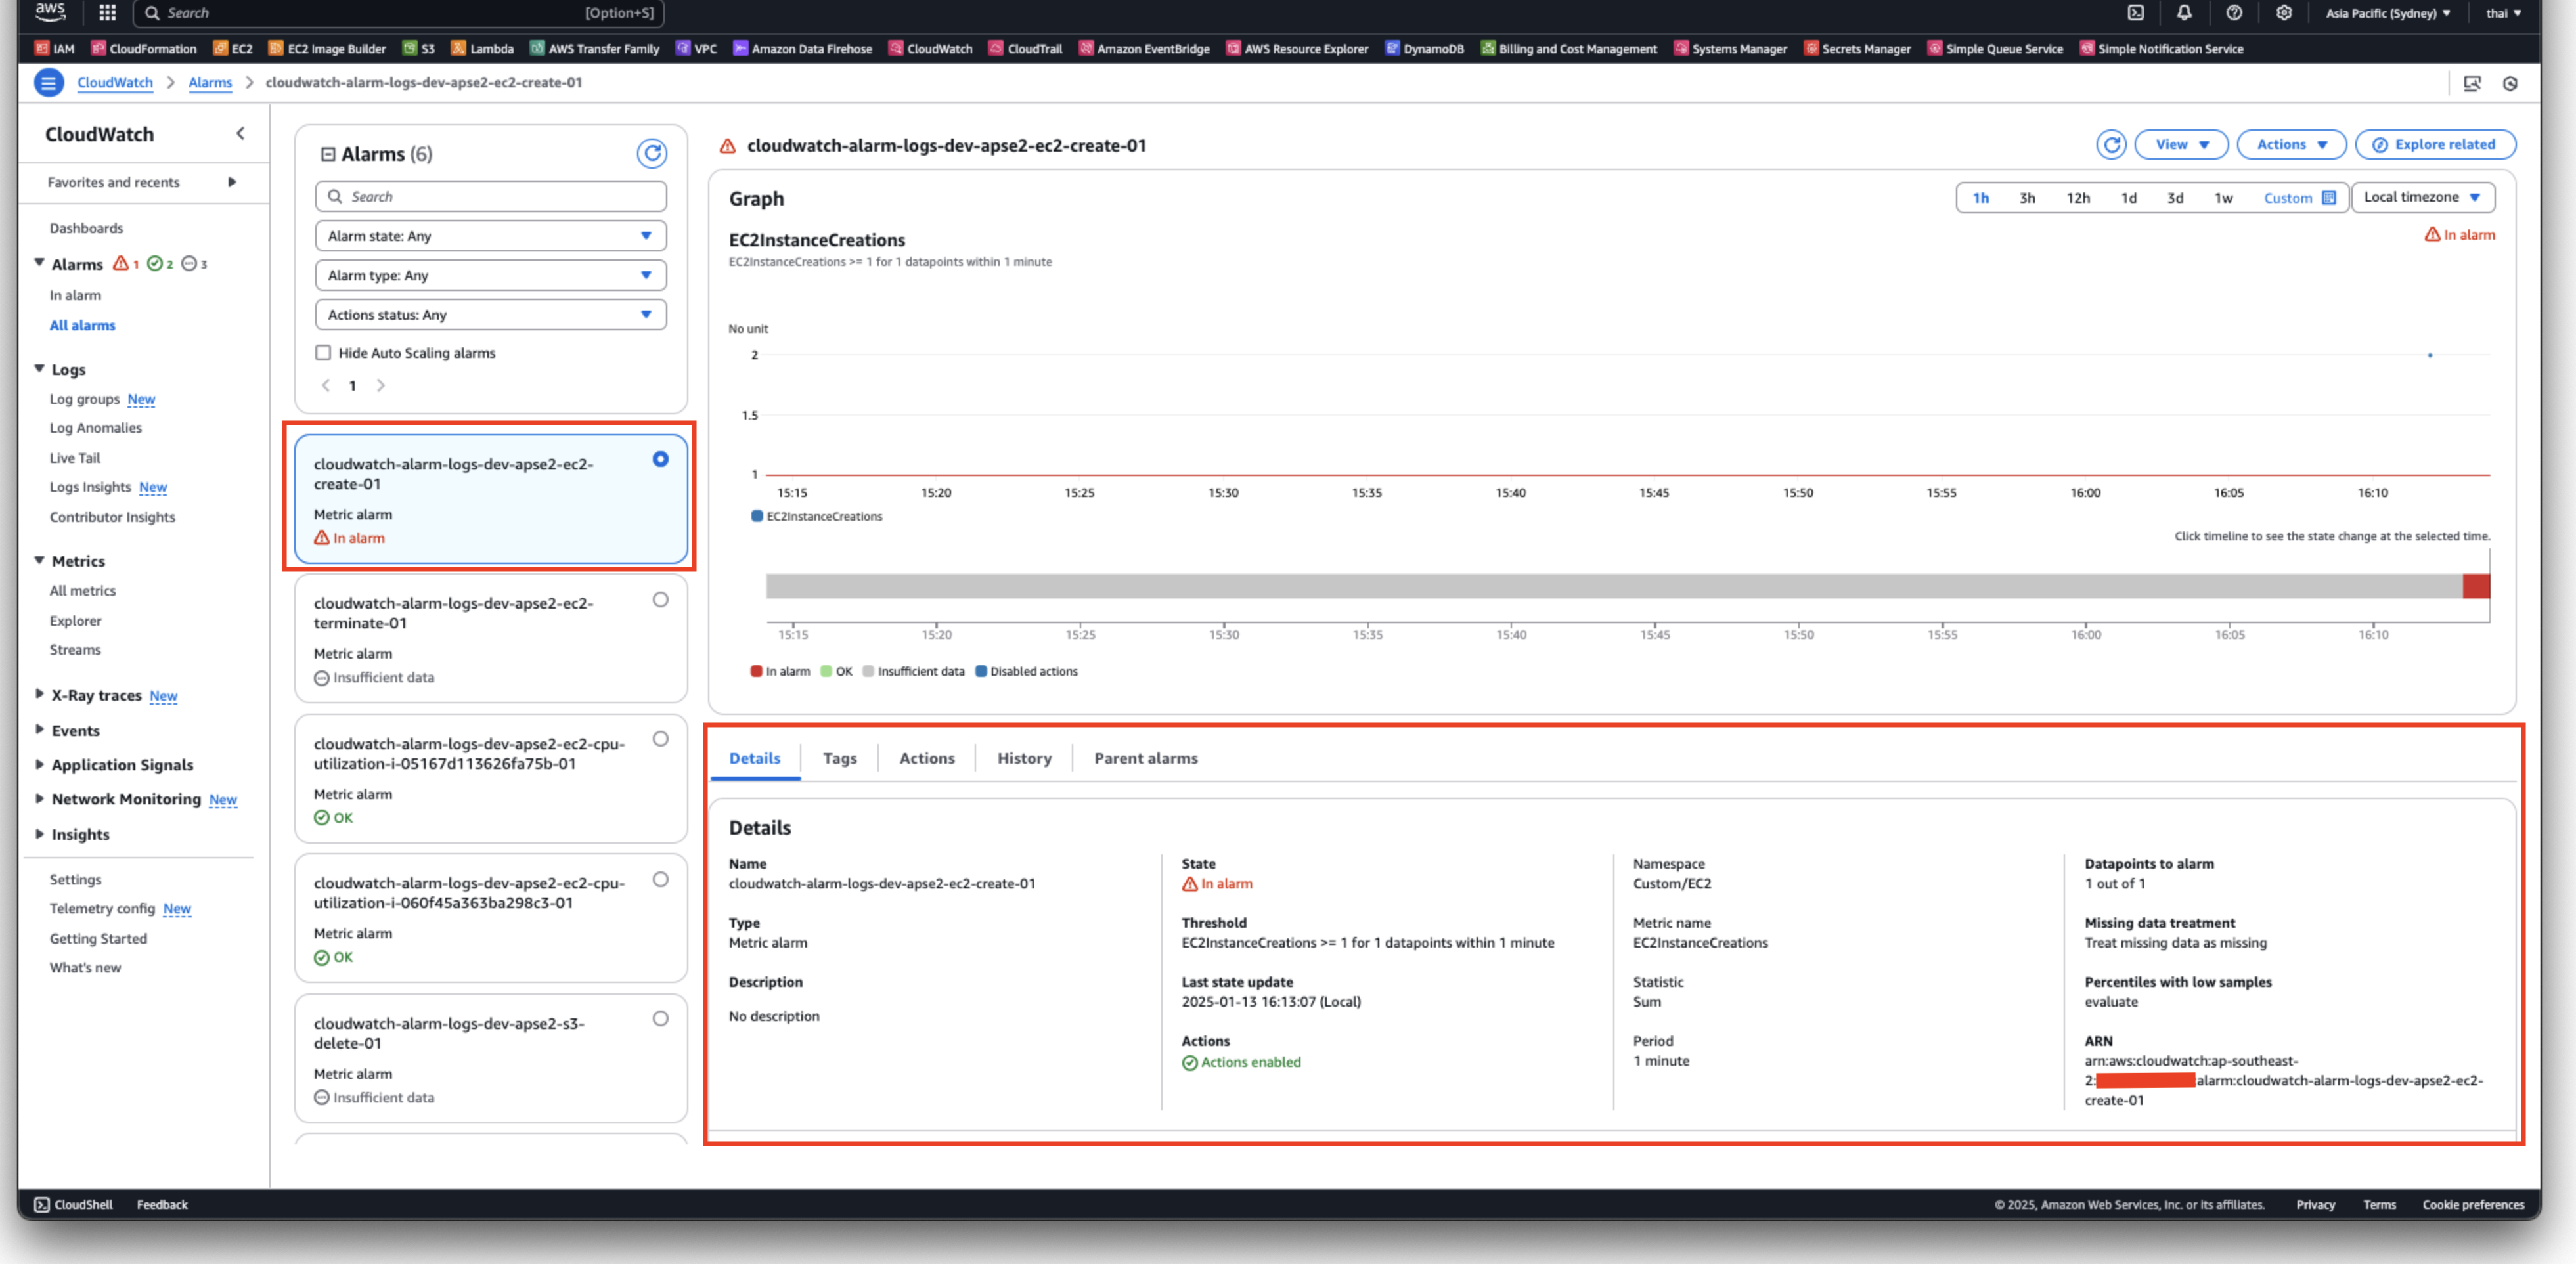 aws
Search [Option+S]
Asia Pacific (Sydney) thai
IAM CloudFormation EC2 EC2 Image Builder S3 Lambda AWS Transfer Family VPC Amazon Data Firehose CloudWatch CloudTrail Amazon EventBridge AWS Resource Explorer DynamoDB Billing and Cost Management Systems Manager Secrets Manager Simple Queue Service Simple Notification Service
CloudWatch > Alarms > cloudwatch-alarm-logs-dev-apse2-ec2-create-01
CloudWatch
Favorites and recents
Dashboards
Alarms 1 2 3
In alarm
All alarms
Logs
Log groups New
Log Anomalies
Live Tail
Logs Insights New
Contributor Insights
Metrics
All metrics
Explorer
Streams
X-Ray traces New
Events
Application Signals
Network Monitoring New
Insights
Settings
Telemetry config New
Getting Started
What's new
Alarms (6)
Search
Alarm state: Any
Alarm type: Any
Actions status: Any
Hide Auto Scaling alarms
1
cloudwatch-alarm-logs-dev-apse2-ec2-
create-01
Metric alarm
In alarm
cloudwatch-alarm-logs-dev-apse2-ec2-
terminate-01
Metric alarm
Insufficient data
cloudwatch-alarm-logs-dev-apse2-ec2-cpu-
utilization-i-05167d113626fa75b-01
Metric alarm
OK
cloudwatch-alarm-logs-dev-apse2-ec2-cpu-
utilization-i-060f45a363ba298c3-01
Metric alarm
OK
cloudwatch-alarm-logs-dev-apse2-s3-
delete-01
Metric alarm
Insufficient data
cloudwatch-alarm-logs-dev-apse2-ec2-create-01
View Actions Explore related
Graph
1h 3h 12h 1d 3d 1w Custom Local timezone
EC2InstanceCreations
In alarm
EC2InstanceCreations >= 1 for 1 datapoints within 1 minute
No unit
2
1.5
1
15:15 15:20 15:25 15:30 15:35 15:40 15:45 15:50 15:55 16:00 16:05 16:10
EC2InstanceCreations
Click timeline to see the state change at the selected time.
15:15 15:20 15:25 15:30 15:35 15:40 15:45 15:50 15:55 16:00 16:05 16:10
In alarm OK Insufficient data Disabled actions
Details Tags Actions History Parent alarms
Details
Name
cloudwatch-alarm-logs-dev-apse2-ec2-create-01
Type
Metric alarm
Description
No description
State
In alarm
Threshold
EC2InstanceCreations >= 1 for 1 datapoints within 1 minute
Last state update
2025-01-13 16:13:07 (Local)
Actions
Actions enabled
Namespace
Custom/EC2
Metric name
EC2InstanceCreations
Statistic
Sum
Period
1 minute
Datapoints to alarm
1 out of 1
Missing data treatment
Treat missing data as missing
Percentiles with low samples
evaluate
ARN
arn:aws:cloudwatch:ap-southeast-
2: :alarm:cloudwatch-alarm-logs-dev-apse2-ec2-
create-01
CloudShell Feedback
© 2025, Amazon Web Services, Inc. or its affiliates. Privacy Terms Cookie preferences